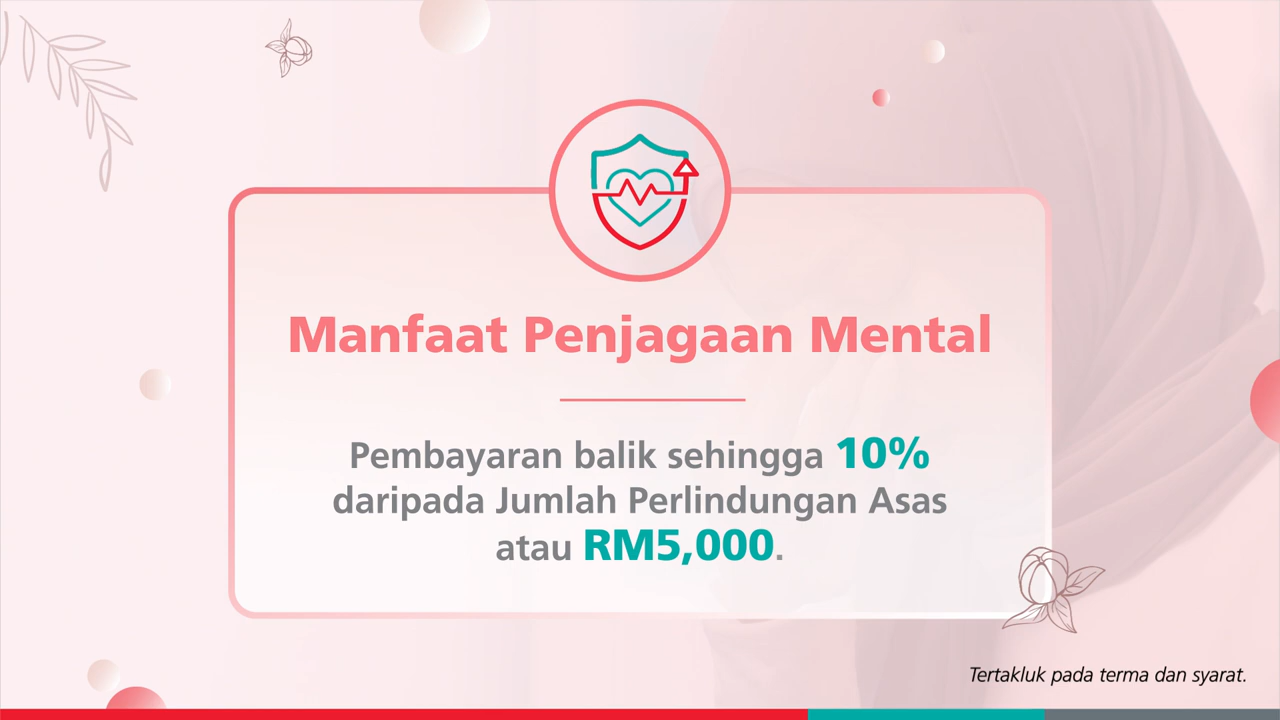 Manfaat Penjagaan Mental
Pembayaran balik sehingga 10%
daripada Jumlah Perlindungan Asas
atau RM5,000.
Tertakluk pada terma dan syarat.